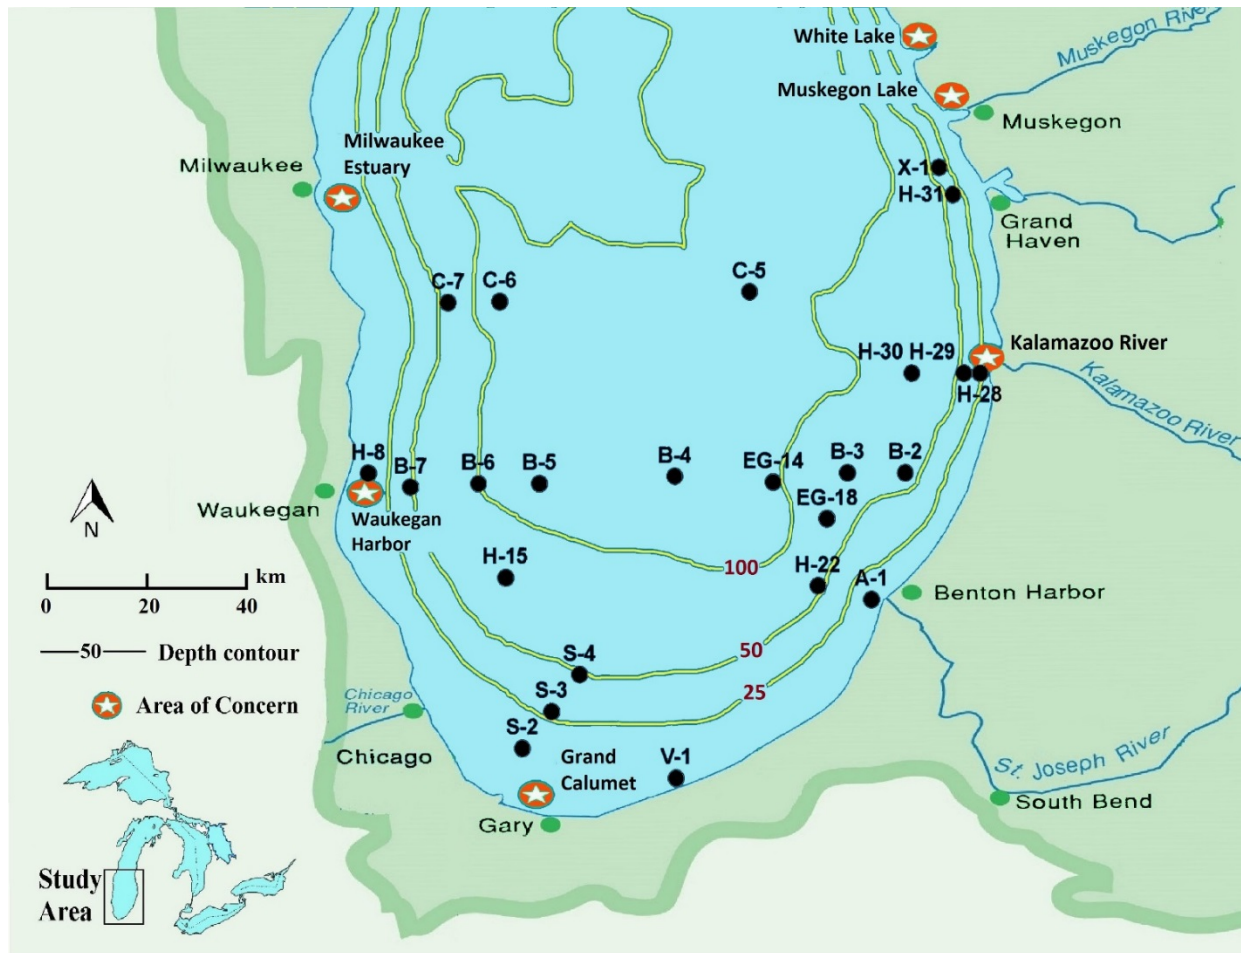 White Lake
Muskegon River
Muskegon Lake
Muskegon
Milwaukee
Estuary
Milwaukee
X-1
H-31
Grand
Haven
C-7
C-6
C-5
H-30
H-29
Kalamazoo River
Kalamazoo River
H-28
H-8
B-7
B-6
B-5
B-4
EG-14
B-3
B-2
EG-18
Waukegan
Waukegan
Harbor
N
H-15
100
H-22
A-1
Benton Harbor
km
0
20
40
50
Depth contour
S-4
50
25
S-3
Area of Concern
Chicago
River
S-2
Chicago
Grand
Calumet
V-1
St. Joseph River
South Bend
Gary
Study
Area